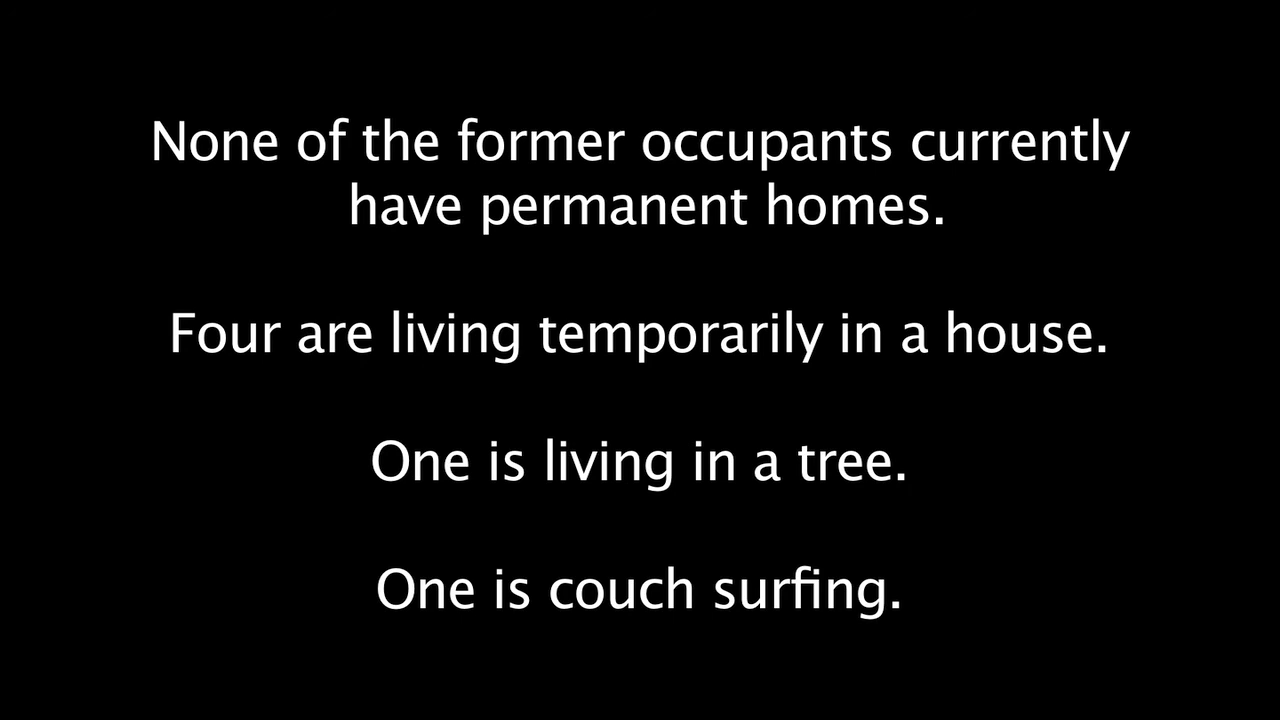 None of the former occupants currently
have permanent homes.
Four are living temporarily in a house.
One is living in a tree.
One is couch surfing.